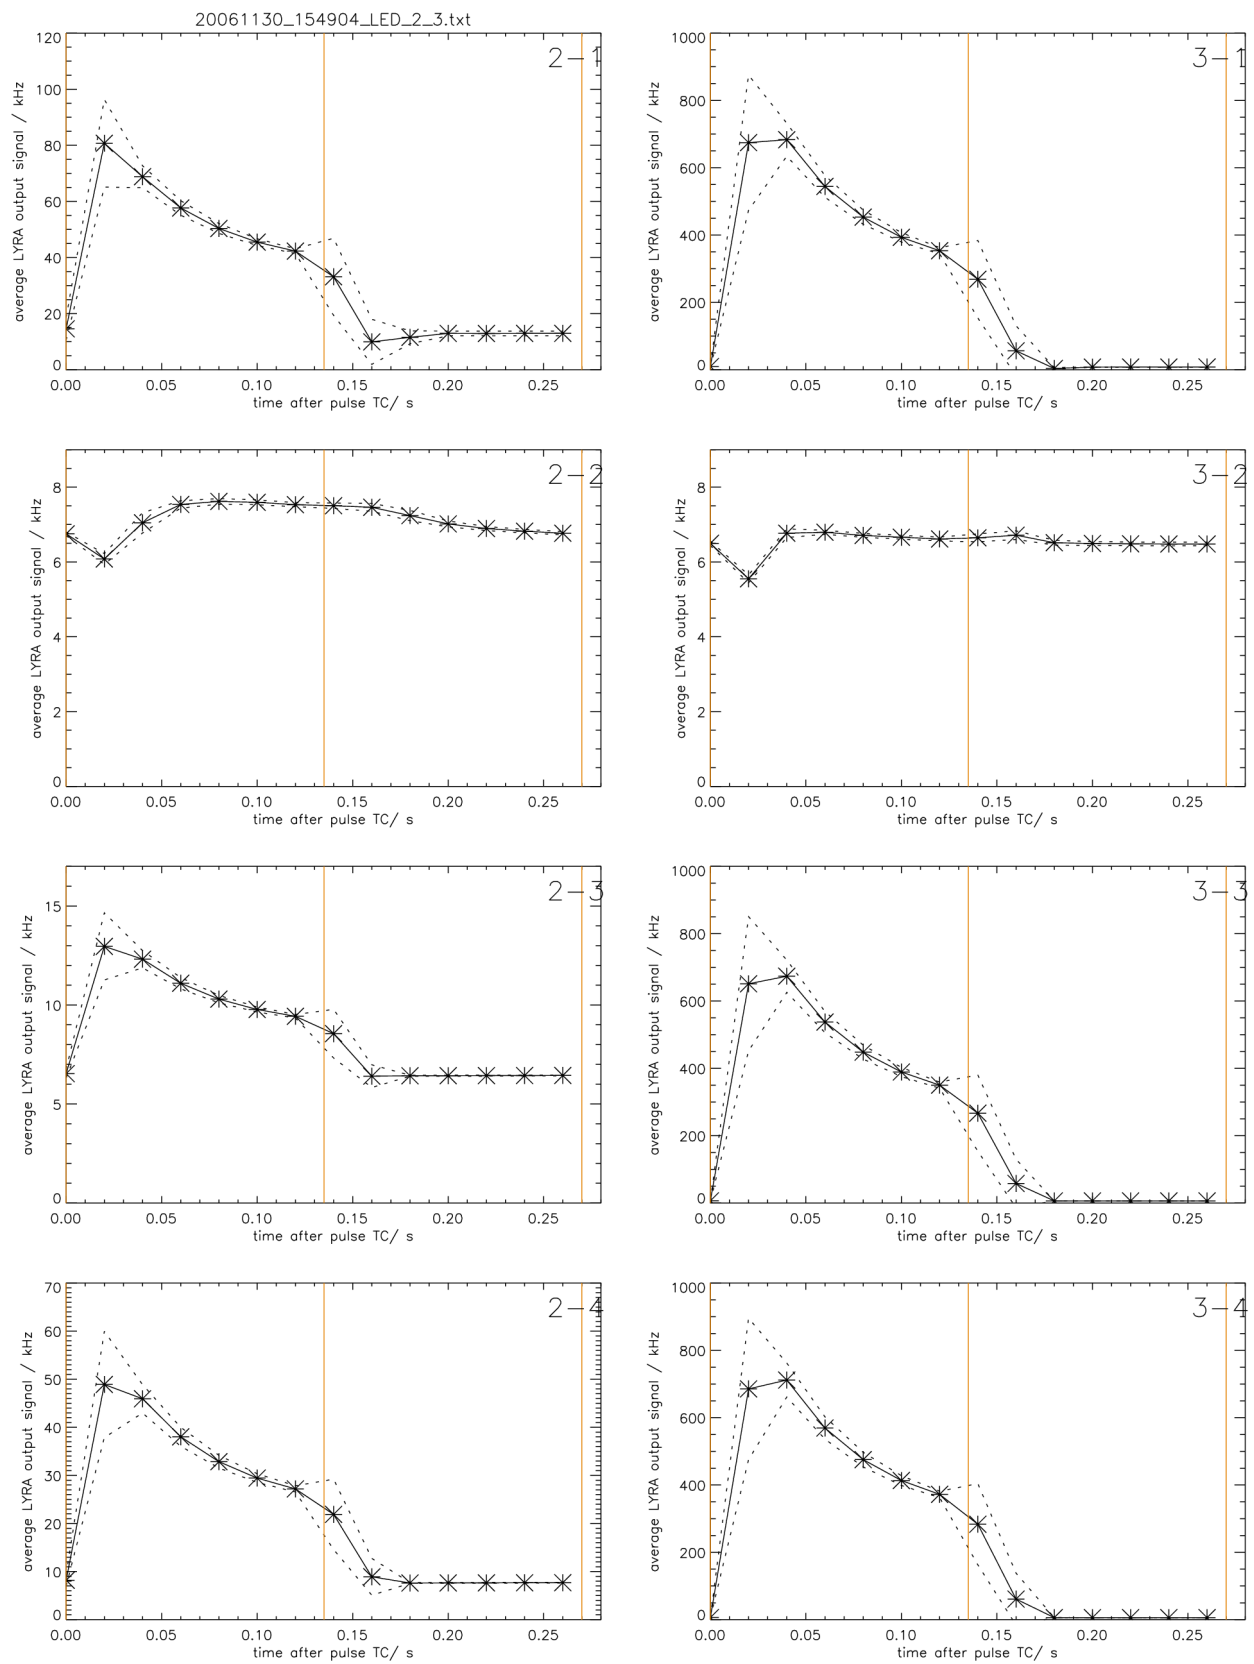 20061130_154904_LED_2_3.txt
2-1
average LYRA output signal / kHz
120
100
80
60
40
20
0
0.00 0.05 0.10 0.15 0.20 0.25
time after pulse TC/ s
3-1
average LYRA output signal / kHz
1000
800
600
400
200
0
0.00 0.05 0.10 0.15 0.20 0.25
time after pulse TC/ s
2-2
average LYRA output signal / kHz
8
6
4
2
0
0.00 0.05 0.10 0.15 0.20 0.25
time after pulse TC/ s
3-2
average LYRA output signal / kHz
8
6
4
2
0
0.00 0.05 0.10 0.15 0.20 0.25
time after pulse TC/ s
2-3
average LYRA output signal / kHz
15
10
5
0
0.00 0.05 0.10 0.15 0.20 0.25
time after pulse TC/ s
3-3
average LYRA output signal / kHz
1000
800
600
400
200
0
0.00 0.05 0.10 0.15 0.20 0.25
time after pulse TC/ s
2-4
average LYRA output signal / kHz
70
60
50
40
30
20
10
0
0.00 0.05 0.10 0.15 0.20 0.25
time after pulse TC/ s
3-4
average LYRA output signal / kHz
1000
800
600
400
200
0
0.00 0.05 0.10 0.15 0.20 0.25
time after pulse TC/ s